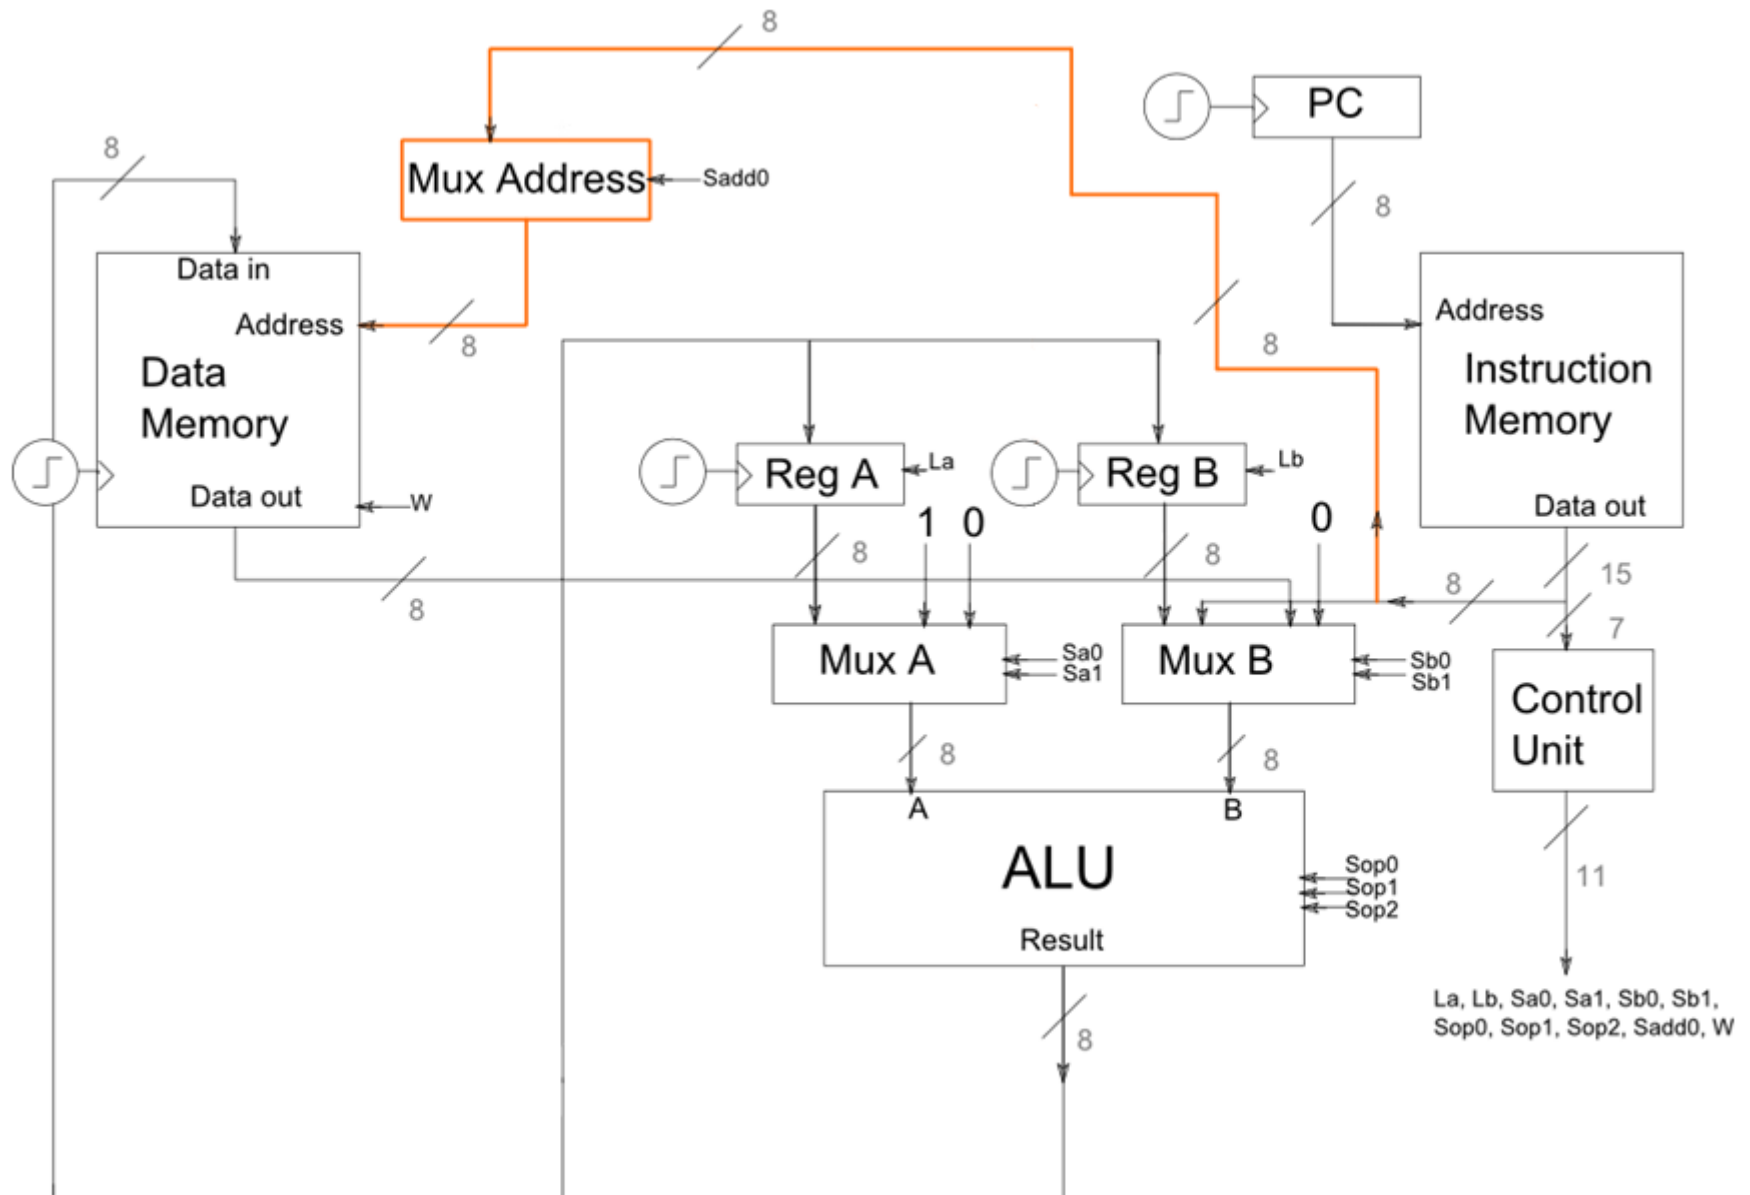 8
PC
8
Mux Address
Sadd0
8
Data in
Address
8
8
Address
Data
Memory
Instruction
Memory
Reg A
La
Reg B
Lb
Data out
W
Data out
1 0
0
8
8
8
8
15
7
Mux A
Sa0
Sa1
Mux B
Sb0
Sb1
Control
Unit
8
8
A
B
ALU
Sop0
Sop1
Sop2
11
Result
8
La, Lb, Sa0, Sa1, Sb0, Sb1,
Sop0, Sop1, Sop2, Sadd0, W